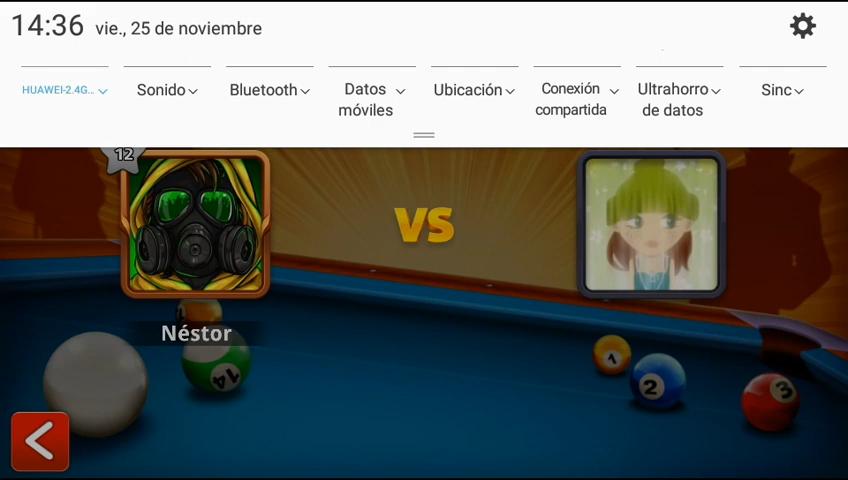 14:36 vie., 25 de noviembre
HUAWEI-2.4G...
Sonido
Bluetooth
Datos
móviles
Ubicación
Conexión
compartida
Ultrahorro
de datos
Sinc
12
VS
Néstor
14
1
2
3